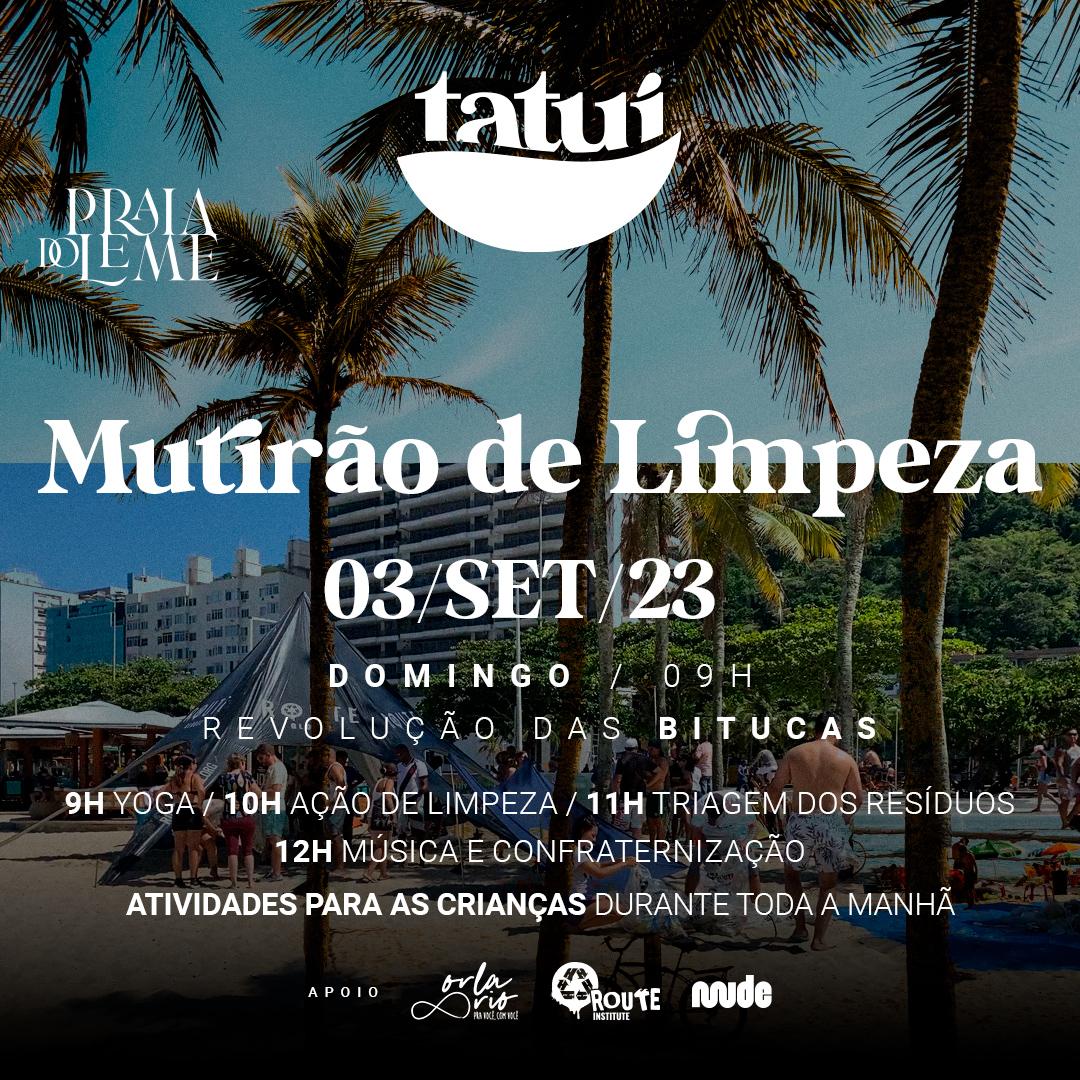 tatuí
PRAIA
DO LEME
Mutirão de Limpeza
03/SET/23
DOMINGO / 09H
REVOLUÇÃO DAS BITUCAS
9H YOGA / 10H AÇÃO DE LIMPEZA / 11H TRIAGEM DOS RESÍDUOS
12H MÚSICA E CONFRATERNIZAÇÃO
ATIVIDADES PARA AS CRIANÇAS DURANTE TODA A MANHÃ
APOIO
orla
rio
PRA VOCÊ, COM VOCÊ
ROUTE
INSTITUTE
mude